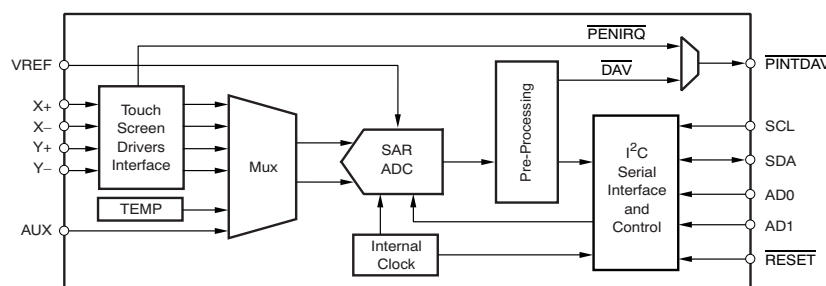 PENIRQ
VREF
DAV
PINTDAV
X+
X–
Y+
Y–
Touch
Screen
Drivers
Interface
Mux
SAR
ADC
Pre-Processing
I²C
Serial
Interface
and
Control
SCL
SDA
AD0
AD1
RESET
TEMP
AUX
Internal
Clock